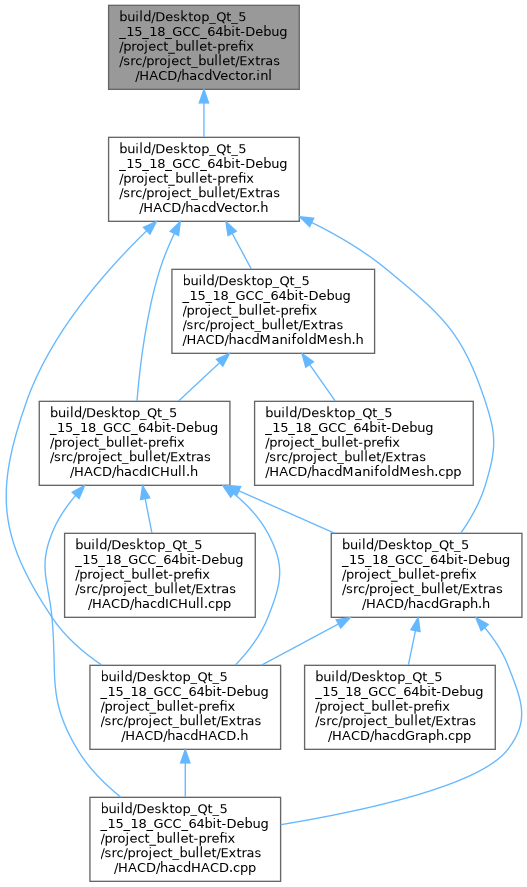 build/Desktop_Qt_5
_15_18_GCC_64bit-Debug
/project_bullet-prefix
/src/project_bullet/Extras
/HACD/hacdVector.inl
build/Desktop_Qt_5
_15_18_GCC_64bit-Debug
/project_bullet-prefix
/src/project_bullet/Extras
/HACD/hacdVector.h
build/Desktop_Qt_5
_15_18_GCC_64bit-Debug
/project_bullet-prefix
/src/project_bullet/Extras
/HACD/hacdManifoldMesh.h
build/Desktop_Qt_5
_15_18_GCC_64bit-Debug
/project_bullet-prefix
/src/project_bullet/Extras
/HACD/hacdICHull.h
build/Desktop_Qt_5
_15_18_GCC_64bit-Debug
/project_bullet-prefix
/src/project_bullet/Extras
/HACD/hacdManifoldMesh.cpp
build/Desktop_Qt_5
_15_18_GCC_64bit-Debug
/project_bullet-prefix
/src/project_bullet/Extras
/HACD/hacdICHull.cpp
build/Desktop_Qt_5
_15_18_GCC_64bit-Debug
/project_bullet-prefix
/src/project_bullet/Extras
/HACD/hacdGraph.h
build/Desktop_Qt_5
_15_18_GCC_64bit-Debug
/project_bullet-prefix
/src/project_bullet/Extras
/HACD/hacdHACD.h
build/Desktop_Qt_5
_15_18_GCC_64bit-Debug
/project_bullet-prefix
/src/project_bullet/Extras
/HACD/hacdGraph.cpp
build/Desktop_Qt_5
_15_18_GCC_64bit-Debug
/project_bullet-prefix
/src/project_bullet/Extras
/HACD/hacdHACD.cpp